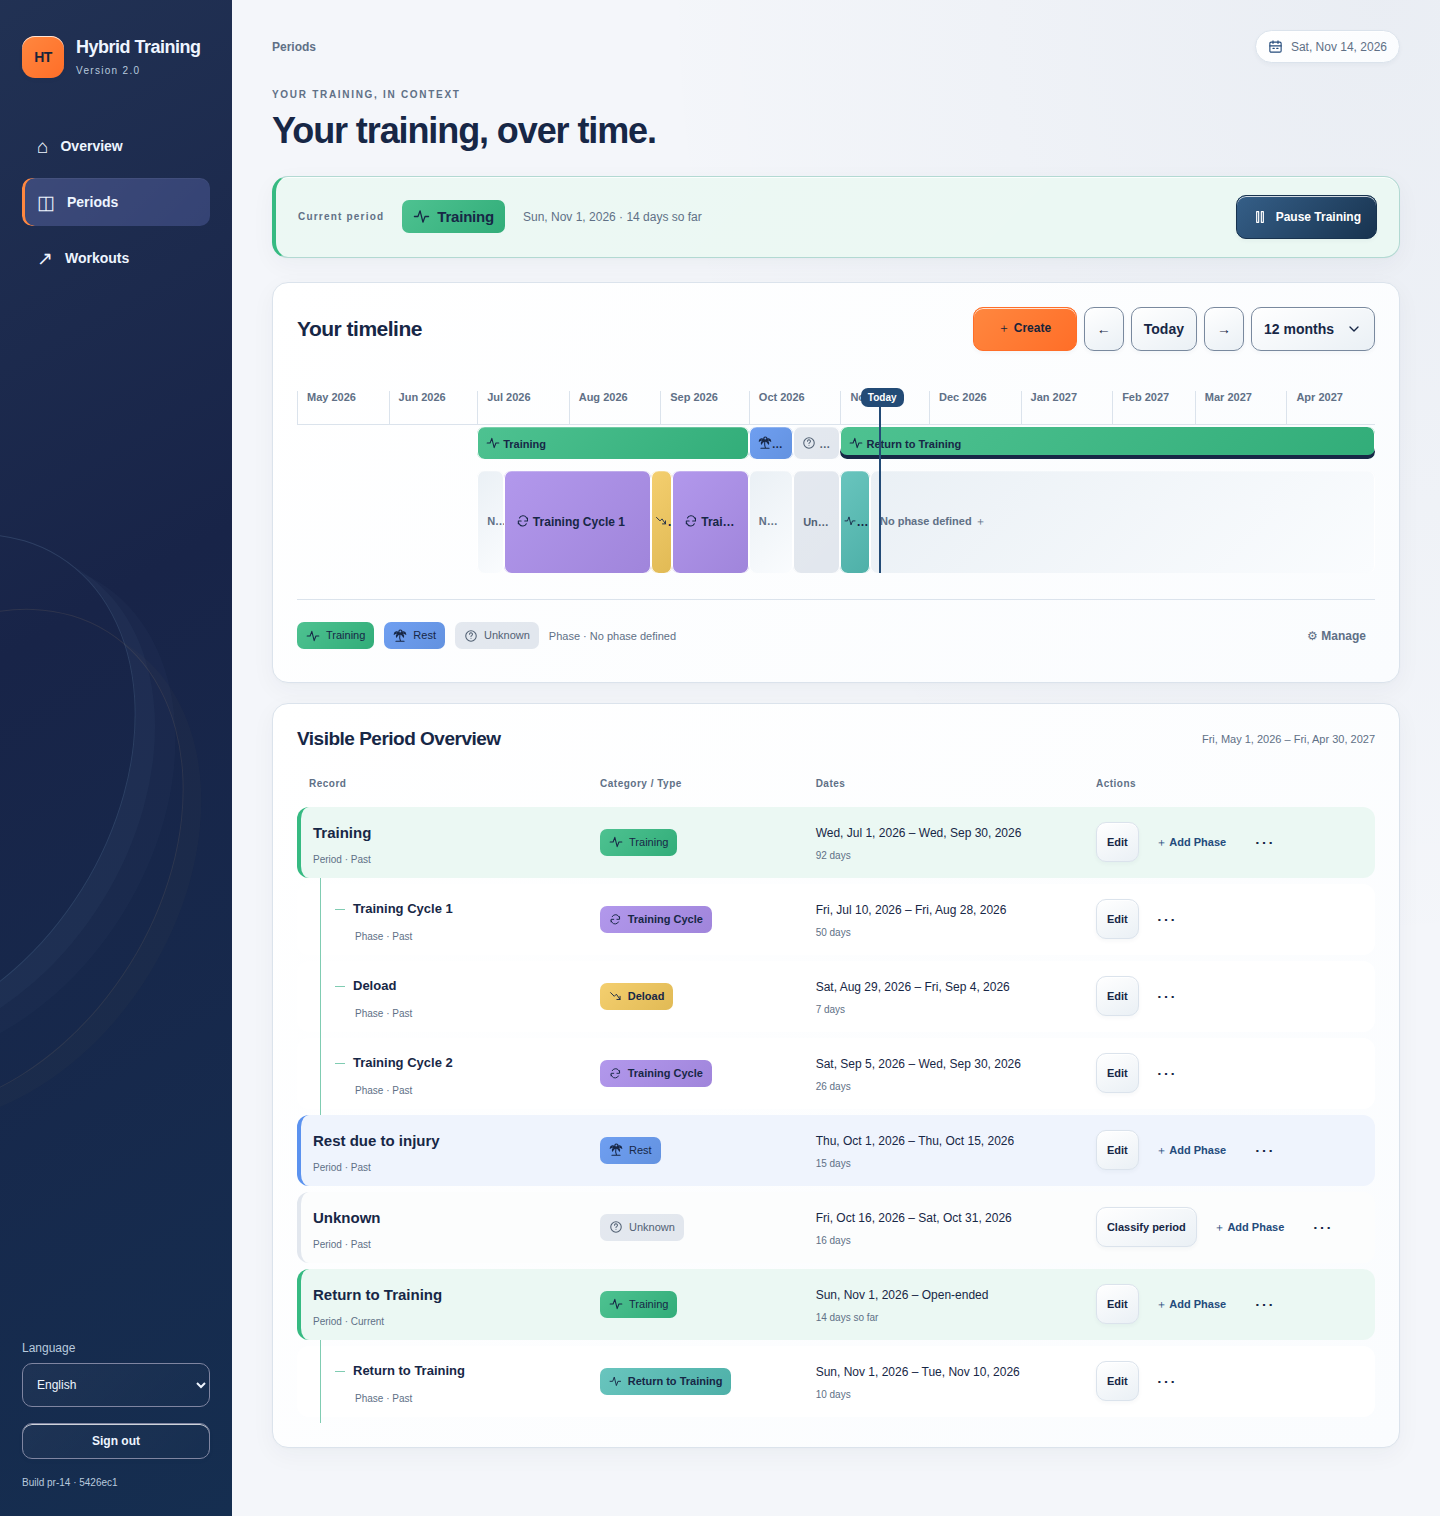 HT
Hybrid Training
Version 2.0
Overview
Periods
Workouts
Language
English
Sign out
Build pr-14 · 5426ec1
Periods
Sat, Nov 14, 2026
YOUR TRAINING, IN CONTEXT
Your training, over time.
Current period
Training
Sun, Nov 1, 2026 · 14 days so far
Pause Training
Your timeline
+ Create
←
Today
→
12 months
May 2026
Jun 2026
Jul 2026
Aug 2026
Sep 2026
Oct 2026
Today
Dec 2026
Jan 2027
Feb 2027
Mar 2027
Apr 2027
Training
...
...
Return to Training
N...
Training Cycle 1
Trai...
N...
Un...
...
No phase defined +
Training
Rest
Unknown
Phase · No phase defined
⚙ Manage
Visible Period Overview
Fri, May 1, 2026 – Fri, Apr 30, 2027
Record Category / Type Dates Actions
Training
Period · Past
Training
Wed, Jul 1, 2026 – Wed, Sep 30, 2026
92 days
Edit + Add Phase ···
— Training Cycle 1
Phase · Past
Training Cycle
Fri, Jul 10, 2026 – Fri, Aug 28, 2026
50 days
Edit ···
— Deload
Phase · Past
Deload
Sat, Aug 29, 2026 – Fri, Sep 4, 2026
7 days
Edit ···
— Training Cycle 2
Phase · Past
Training Cycle
Sat, Sep 5, 2026 – Wed, Sep 30, 2026
26 days
Edit ···
Rest due to injury
Period · Past
Rest
Thu, Oct 1, 2026 – Thu, Oct 15, 2026
15 days
Edit + Add Phase ···
Unknown
Period · Past
Unknown
Fri, Oct 16, 2026 – Sat, Oct 31, 2026
16 days
Classify period + Add Phase ···
Return to Training
Period · Current
Training
Sun, Nov 1, 2026 – Open-ended
14 days so far
Edit + Add Phase ···
— Return to Training
Phase · Past
Return to Training
Sun, Nov 1, 2026 – Tue, Nov 10, 2026
10 days
Edit ···